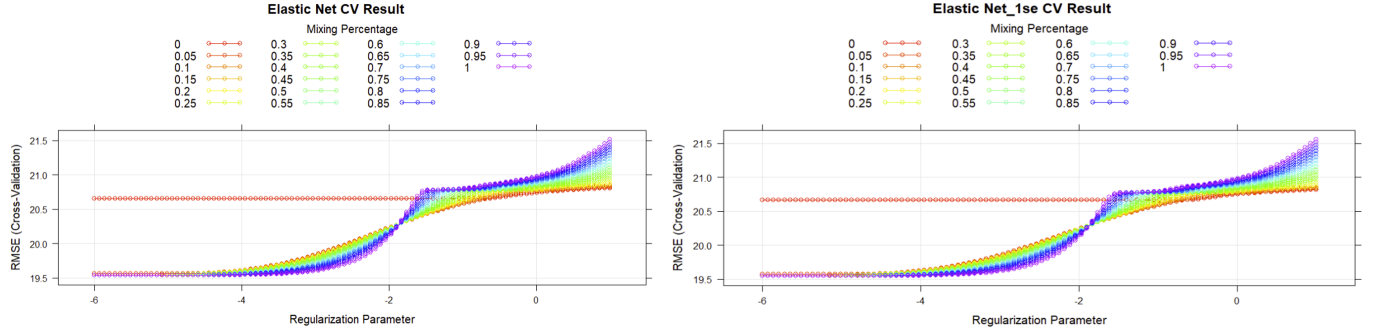 Elastic Net CV Result
Mixing Percentage
0 0.3 0.6 0.9
0.05 0.35 0.65 0.95
0.1 0.4 0.7 1
0.15 0.45 0.75
0.2 0.5 0.8
0.25 0.55 0.85
RMSE (Cross-Validation)
21.5
21.0
20.5
20.0
19.5
-6 -4 -2 0
Regularization Parameter
Elastic Net_1se CV Result
Mixing Percentage
0 0.3 0.6 0.9
0.05 0.35 0.65 0.95
0.1 0.4 0.7 1
0.15 0.45 0.75
0.2 0.5 0.8
0.25 0.55 0.85
RMSE (Cross-Validation)
21.5
21.0
20.5
20.0
19.5
-6 -4 -2 0
Regularization Parameter